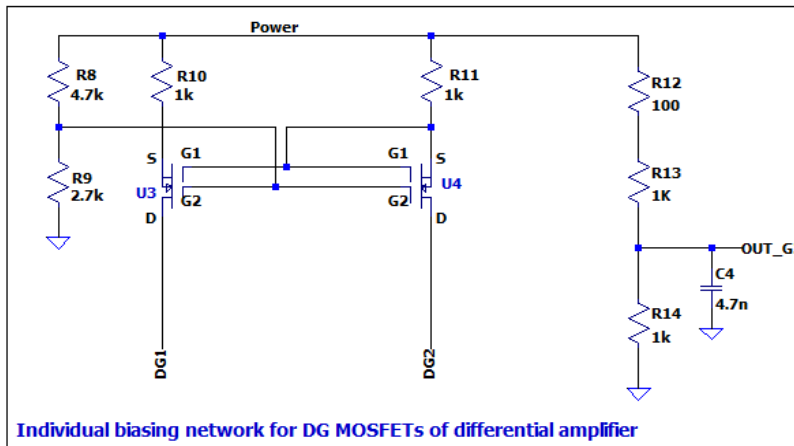 Power
R8
4.7k
R10
1k
R11
1k
R12
100
S
G1
G1
S
R9
2.7k
U3
U4
R13
1K
G2
G2
D
D
OUT_G
C4
4.7n
R14
1k
DG1
DG2
Individual biasing network for DG MOSFETs of differential amplifier